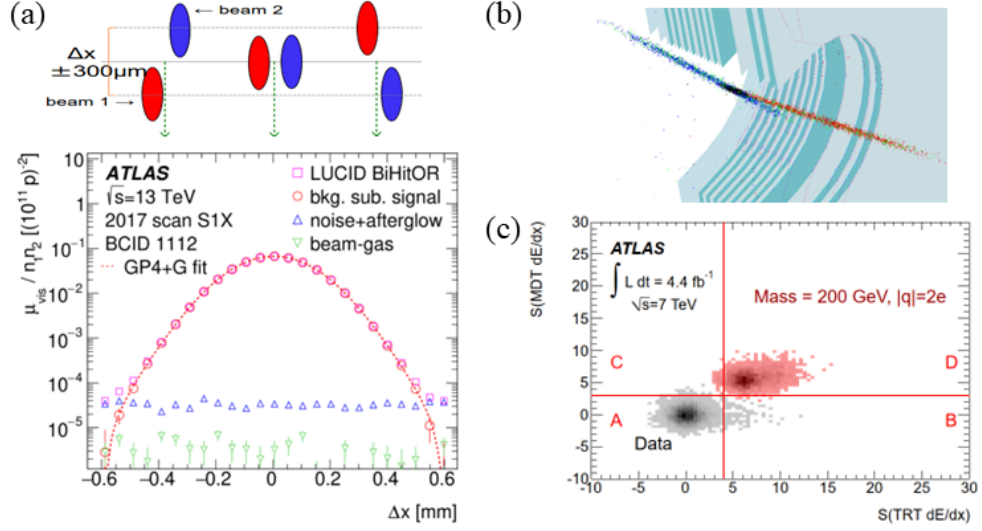 (a)
beam 2
Δx
±300μm
beam 1
ATLAS
√s=13 TeV
2017 scan S1X
BCID 1112
GP4+G fit
LUCID BiHitOR
bkg. sub. signal
noise+afterglow
beam-gas
μvis / n1n2 [(10^11 p)^-2]
10
1
10^-1
10^-2
10^-3
10^-4
10^-5
−0.6 −0.4 −0.2 0 0.2 0.4 0.6
Δx [mm]
(b)
(c)
ATLAS
∫ L dt = 4.4 fb^-1
√s=7 TeV
Mass = 200 GeV, |q|=2e
C
D
A
B
Data
S(MDT dE/dx)
30
25
20
15
10
5
0
-5
-10
-10 -5 0 5 10 15 20 25 30
S(TRT dE/dx)